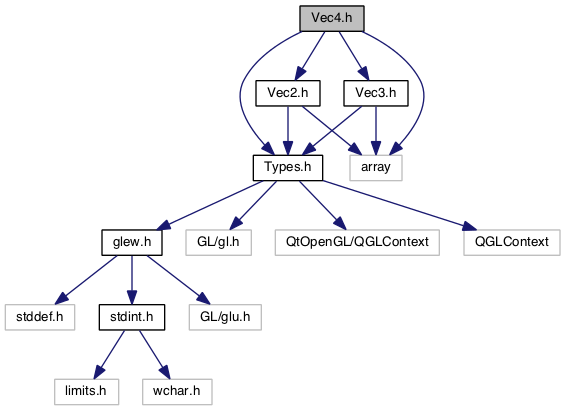 Vec4.h
Vec2.h
Vec3.h
Types.h
array
glew.h
GL/gl.h
QtOpenGL/QGLContext
QGLContext
stddef.h
stdint.h
GL/glu.h
limits.h
wchar.h